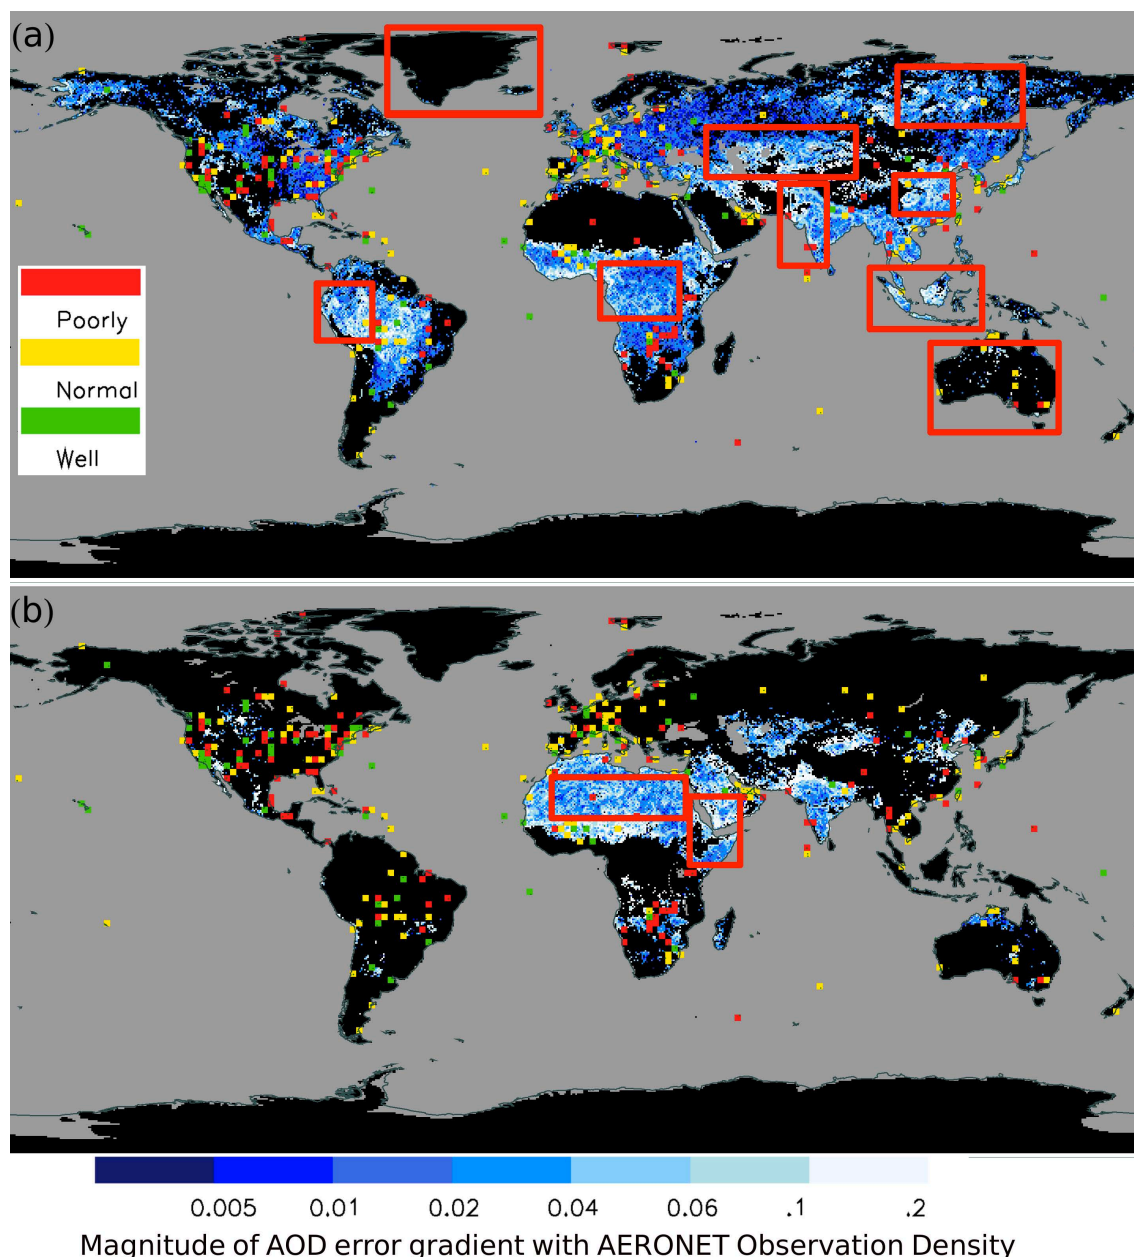 (a)
Poorly
Normal
Well
(b)
0.005 0.01 0.02 0.04 0.06 .1 .2
Magnitude of AOD error gradient with AERONET Observation Density